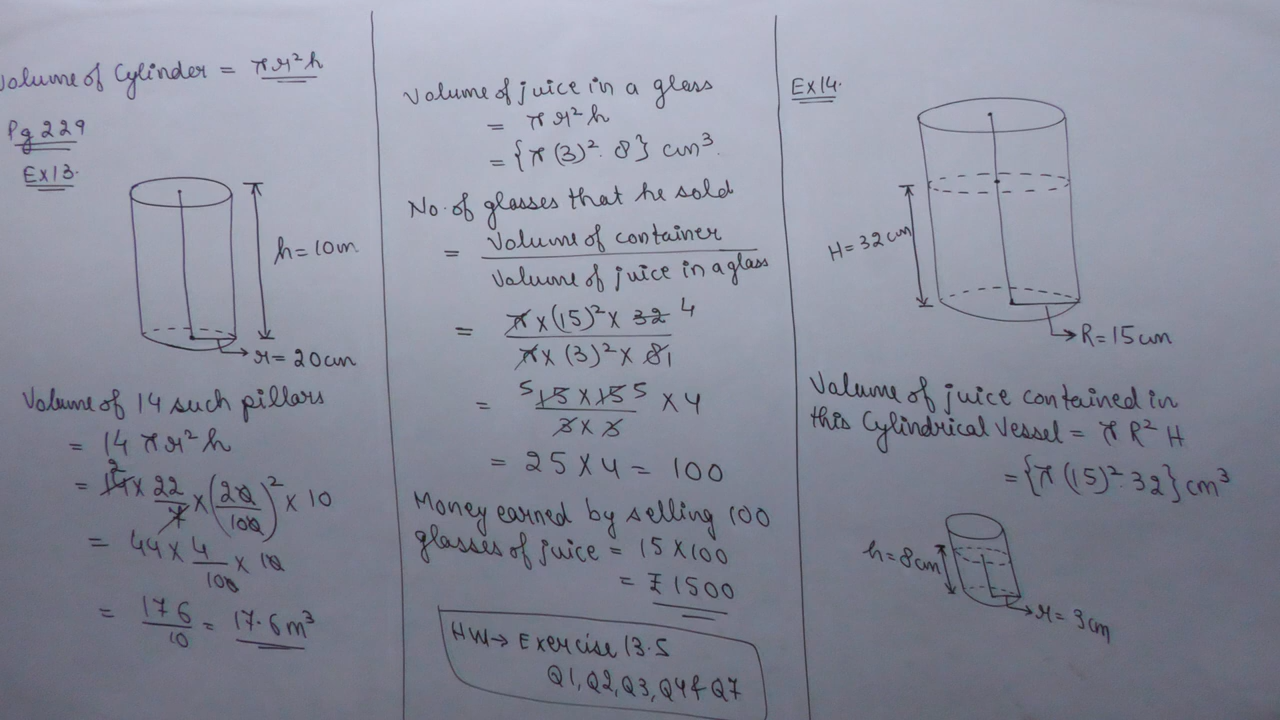 Volume of Cylinder = πr²h
Pg 229
Ex13.
h = 10m
r = 20cm
Volume of 14 such pillars
= 14 πr²h
= 14 2 × 22/7 × (20/100)² × 10
= 44 × 4/100 × 10
= 176/10 = 17.6m³
Volume of juice in a glass
= πr²h
= {π(3)². 8} cm³.
No. of glasses that he sold
= Volume of container
Volume of juice in a glass
= π × (15)² × 32 4
π × (3)² × 8 1
= 5 15 × 15 5 / 3 × 3 × 4
= 25 × 4 = 100
Money earned by selling 100
glasses of juice = 15 × 100
= ₹1500
HW→ Exercise 13.5
Q1, Q2, Q3, Q4 & Q7
Ex14.
H = 32cm
R = 15cm
Volume of juice contained in
this Cylindrical Vessel = πR²H
= {π(15)². 32} cm³
h = 8cm
r = 3cm